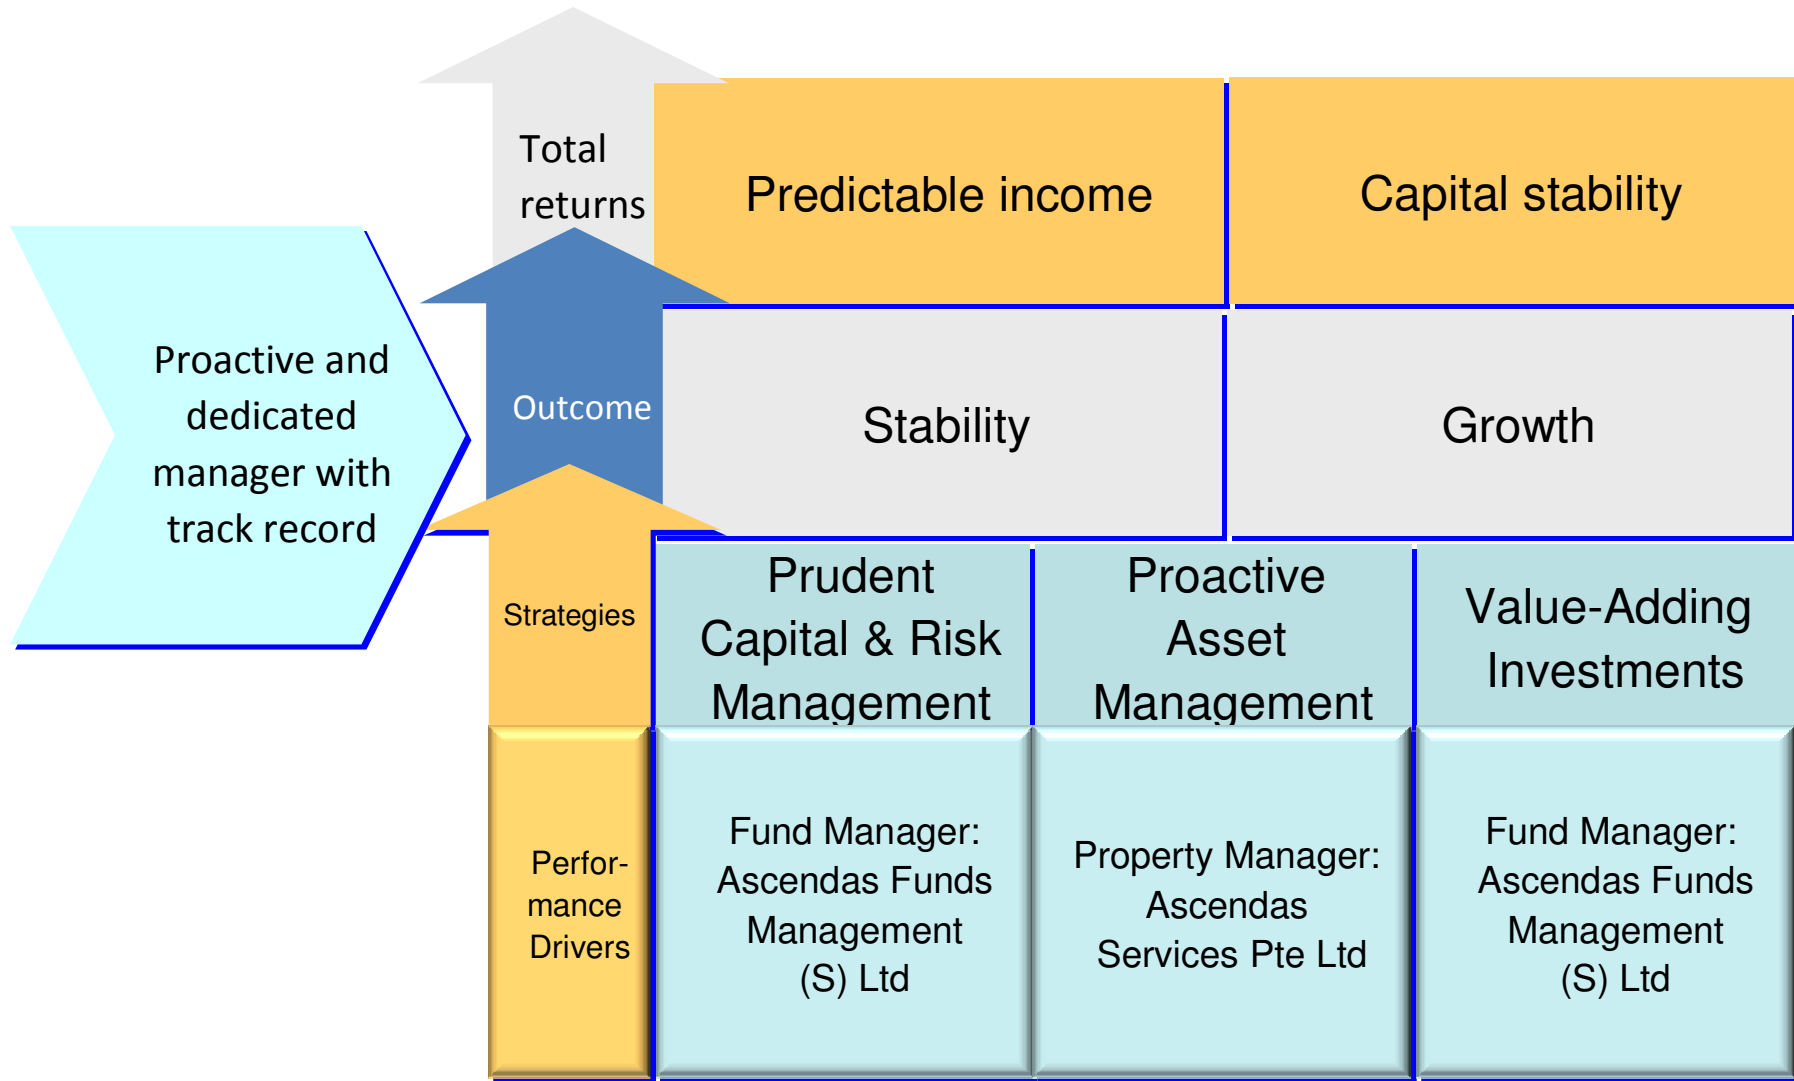 Total
returns
Predictable income
Capital stability
Proactive and
dedicated
manager with
track record
Outcome
Stability
Growth
Strategies
Prudent
Capital & Risk
Management
Proactive
Asset
Management
Value-Adding
Investments
Perfor-
mance
Drivers
Fund Manager:
Ascendas Funds
Management
(S) Ltd
Property Manager:
Ascendas
Services Pte Ltd
Fund Manager:
Ascendas Funds
Management
(S) Ltd